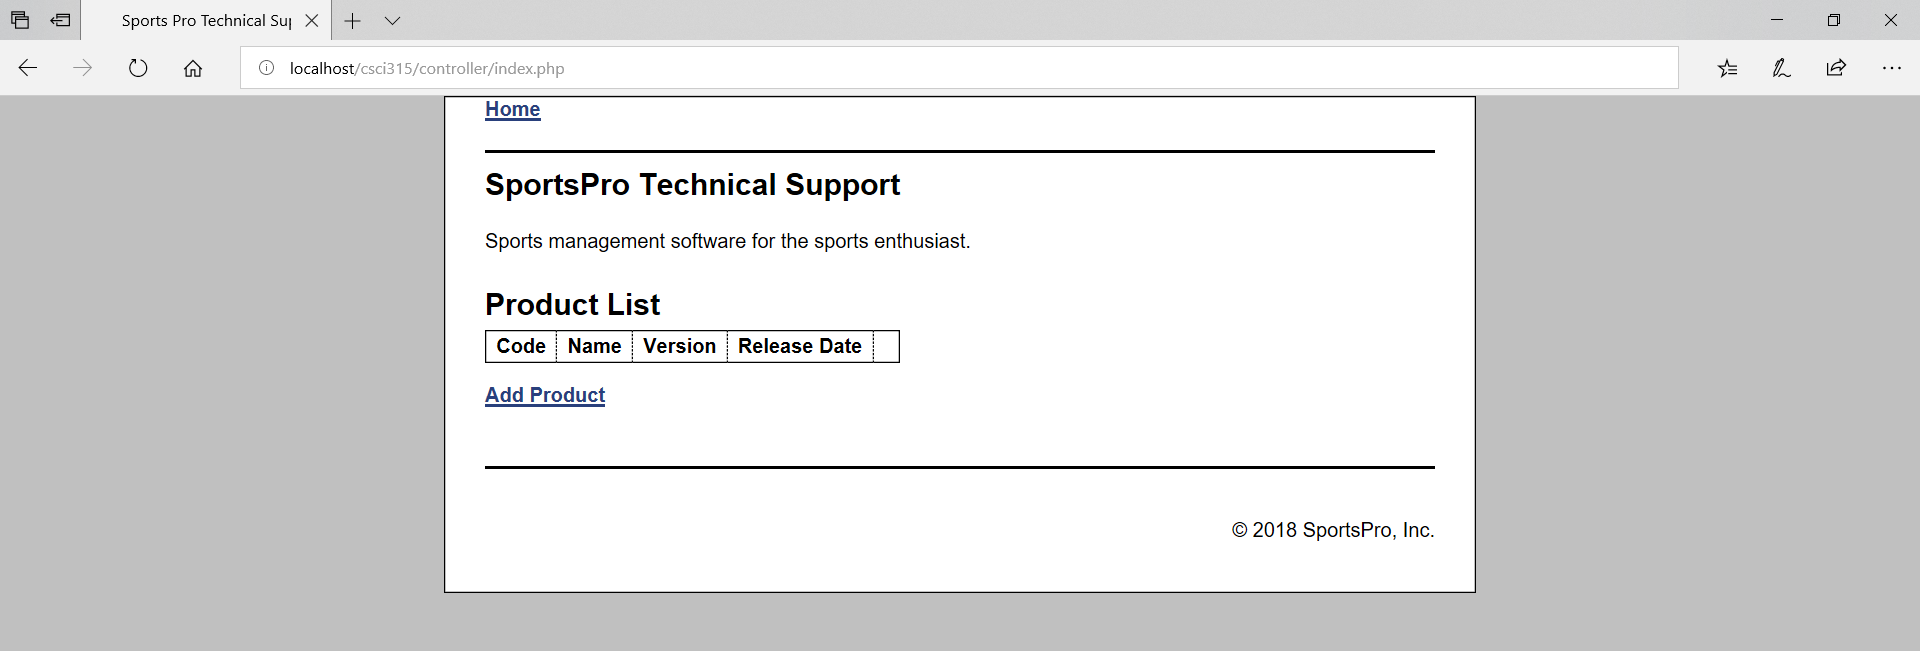 Sports Pro Technical Su
localhost/csci315/controller/index.php
Home
SportsPro Technical Support
Sports management software for the sports enthusiast.
Product List
Code Name Version Release Date
Add Product
© 2018 SportsPro, Inc.